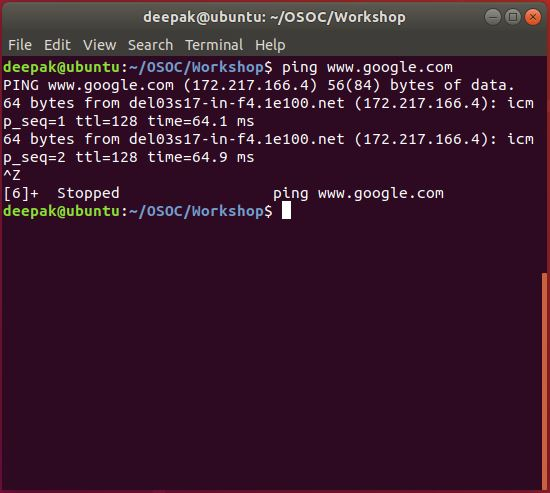 deepak@ubuntu: ~/OSOC/Workshop
File Edit View Search Terminal Help
deepak@ubuntu:~/OSOC/Workshop$ ping www.google.com
PING www.google.com (172.217.166.4) 56(84) bytes of data.
64 bytes from del03s17-in-f4.1e100.net (172.217.166.4): icm
p_seq=1 ttl=128 time=64.1 ms
64 bytes from del03s17-in-f4.1e100.net (172.217.166.4): icm
p_seq=2 ttl=128 time=64.9 ms
^Z
[6]+  Stopped                 ping www.google.com
deepak@ubuntu:~/OSOC/Workshop$